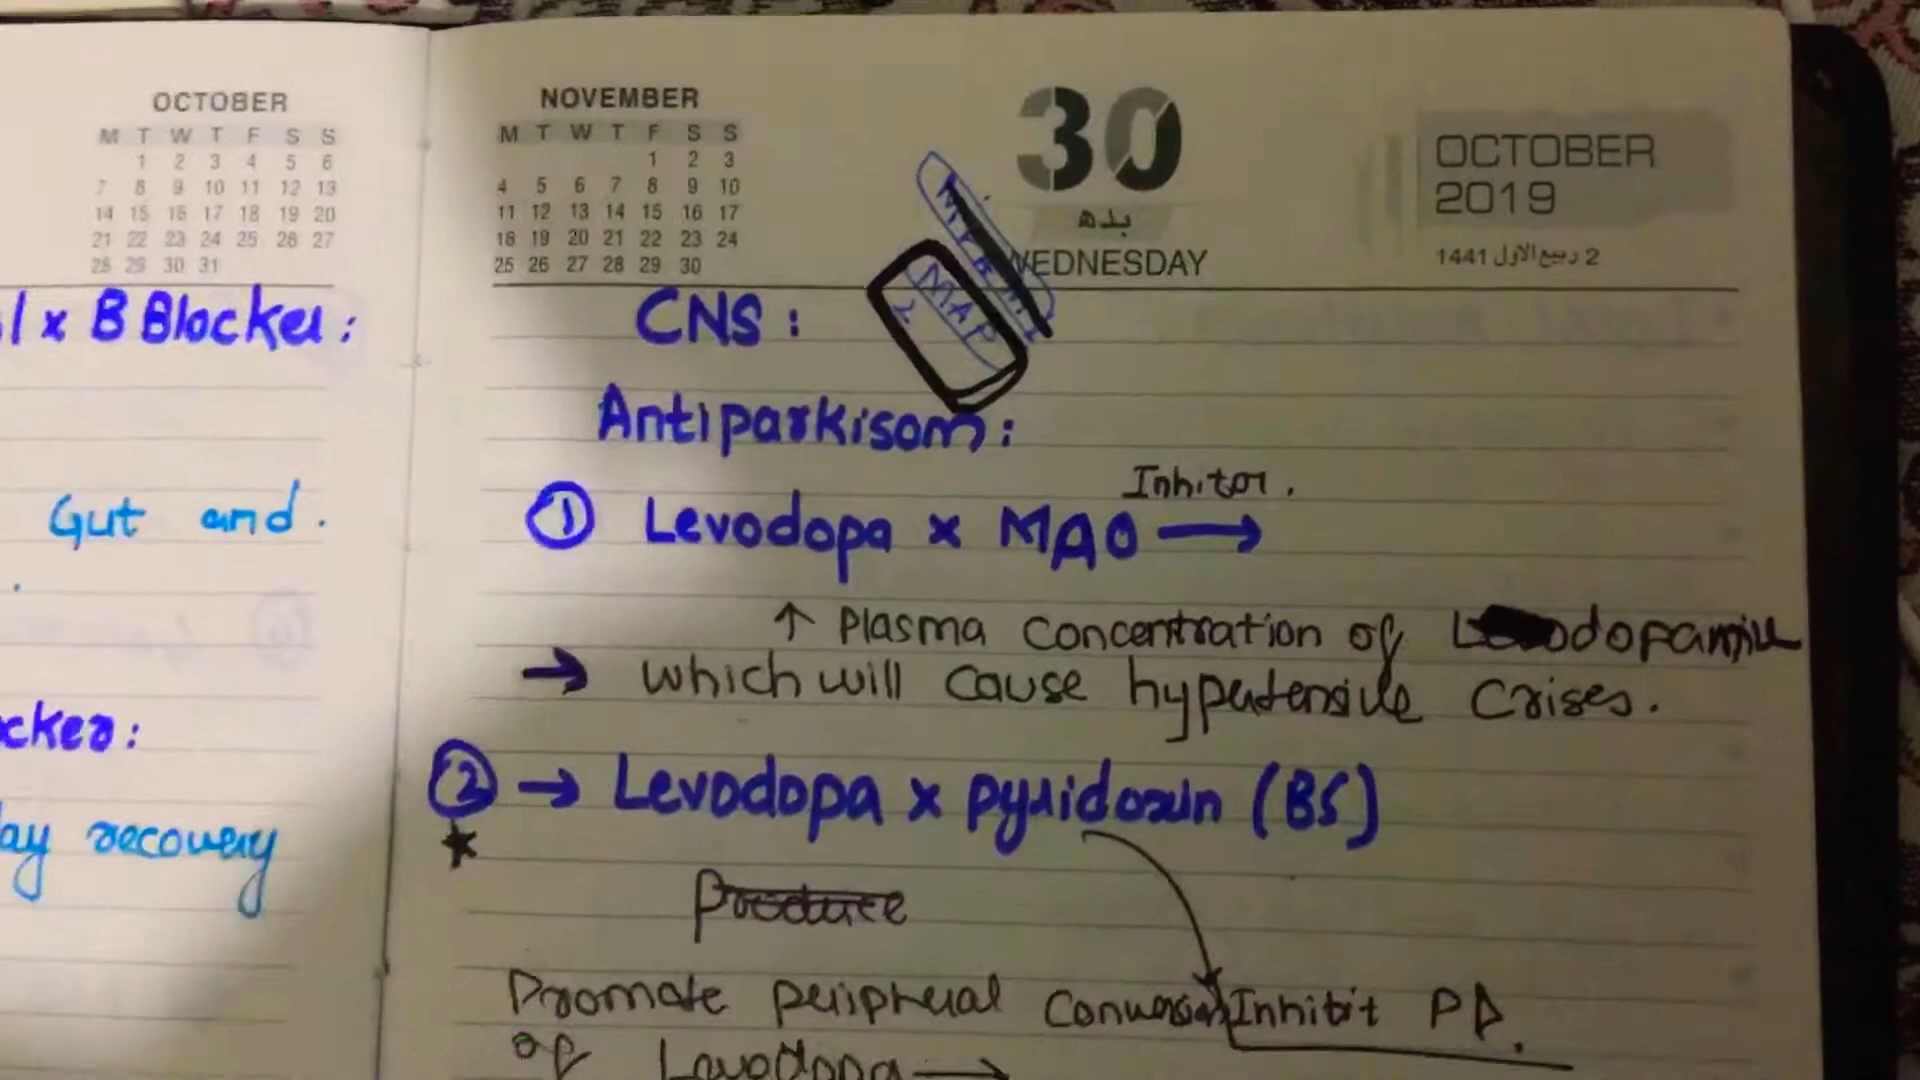 OCTOBER
M T W T F S S
1 2 3 4 5 6
7 8 9 10 11 12 13
14 15 16 17 18 19 20
21 22 23 24 25 26 27
28 29 30 31
l x B Blocker:
Gut and.
cker:
ay recovery
NOVEMBER
M T W T F S S
1 2 3
4 5 6 7 8 9 10
11 12 13 14 15 16 17
18 19 20 21 22 23 24
25 26 27 28 29 30
30
بدھ
WEDNESDAY
OCTOBER
2019
2 ربیع الاول 1441
CNS:
MAP
Antiparkisom:
Inhitor.
① Levodopa x MAO →
↑ Plasma concentration of dopamine
→ which will cause hypertensive crises.
② → Levodopa x pyridoxin (B5)
★
Produce
Promote peripheral Conversion Inhibit PD.
of Levodopa →